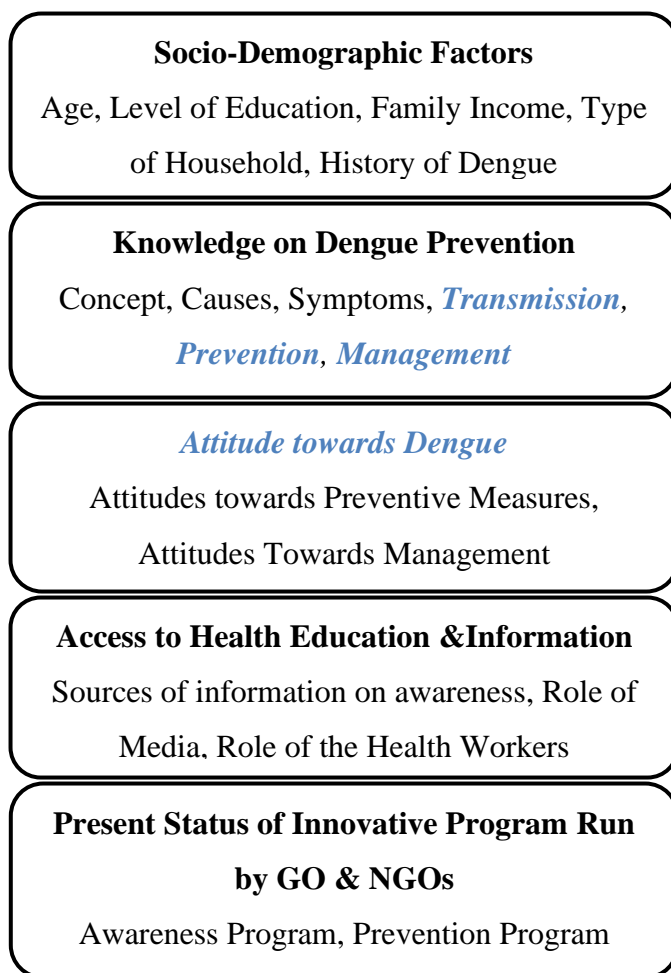 Socio-Demographic Factors
Age, Level of Education, Family Income, Type
of Household, History of Dengue
Knowledge on Dengue Prevention
Concept, Causes, Symptoms, Transmission,
Prevention, Management
Attitude towards Dengue
Attitudes towards Preventive Measures,
Attitudes Towards Management
Access to Health Education &Information
Sources of information on awareness, Role of
Media, Role of the Health Workers
Present Status of Innovative Program Run
by GO & NGOs
Awareness Program, Prevention Program